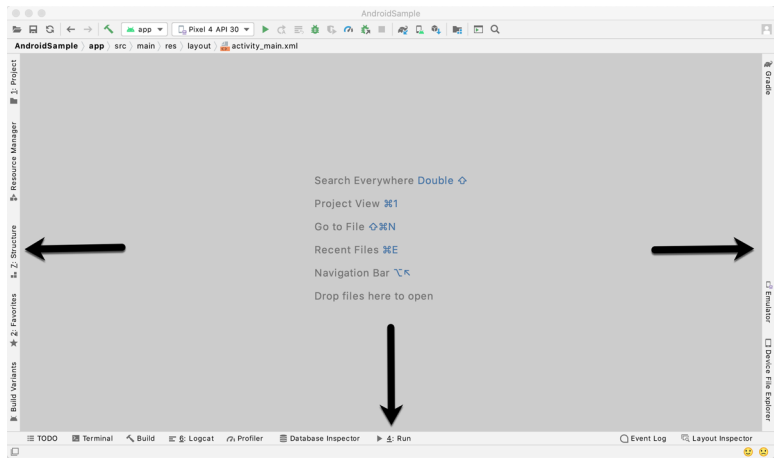 AndroidSample
app
Pixel 4 API 30
AndroidSample app src main res layout activity_main.xml
1: Project
Resource Manager
Z: Structure
2: Favorites
Build Variants
Search Everywhere Double ⇧
Project View ⌘1
Go to File ⇧⌘N
Recent Files ⌘E
Navigation Bar ⌥↖
Drop files here to open
Gradle
Emulator
Device File Explorer
TODO Terminal Build 6: Logcat Profiler Database Inspector 4: Run Event Log Layout Inspector